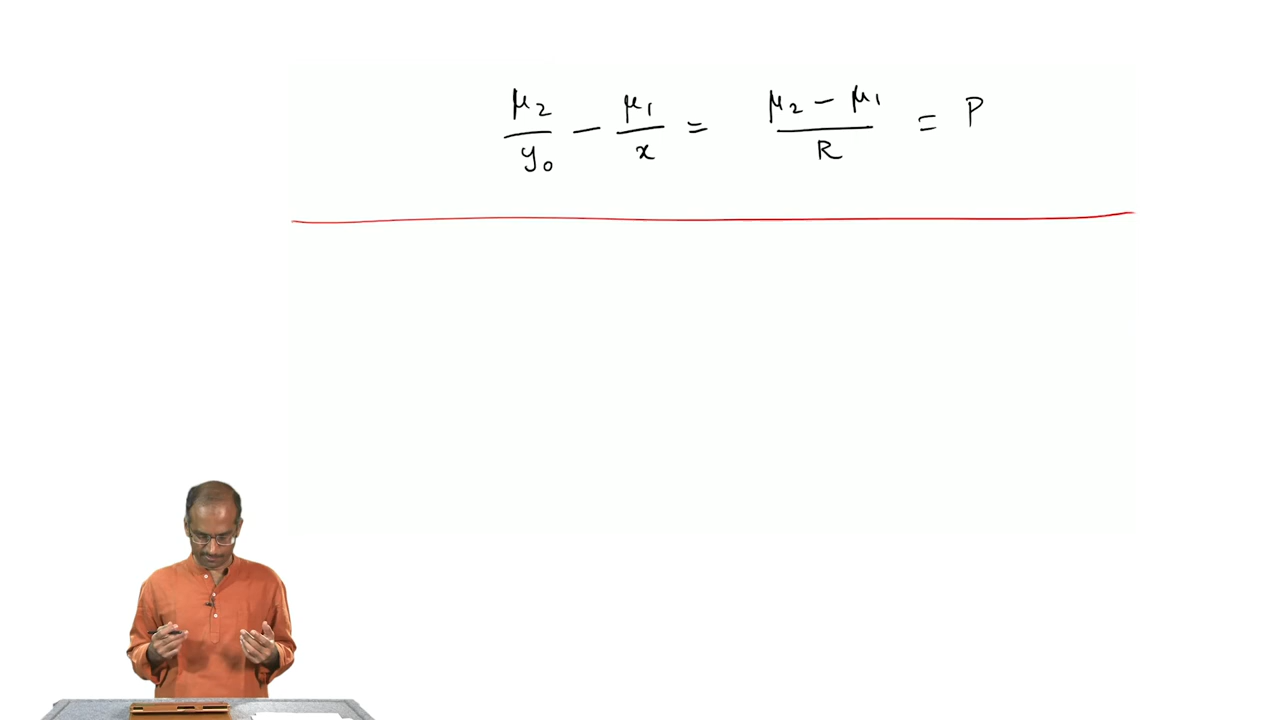 μ₂/y₀ − μ₁/x = μ₂ − μ₁/R ≡ P